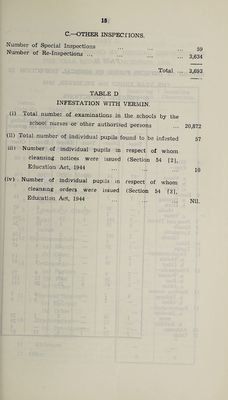 15
C.—OTHER INSPECTIONS.
Number of Special Inspections ... ... ... 59
Number of Re-Inspections ... ... ... ... 3,634
Total ... 3,693
TABLE D
INFESTATION WITH VERMIN.
(i) Total number of examinations in the schools by the
school nurses or other authorised persons ... 20,872
(ii) Total number of individual pupils found to be infested 57
(iii) Number of individual pupils in respect of whom
cleansing notices were issued (Section 54 [2],
Education Act, 1944 ... ... ... 10
(iv) Number of individual pupils in respect of whom
cleansing orders were issued (Section 54 [3],
Education Act, 1944 ... ... ... Nil.